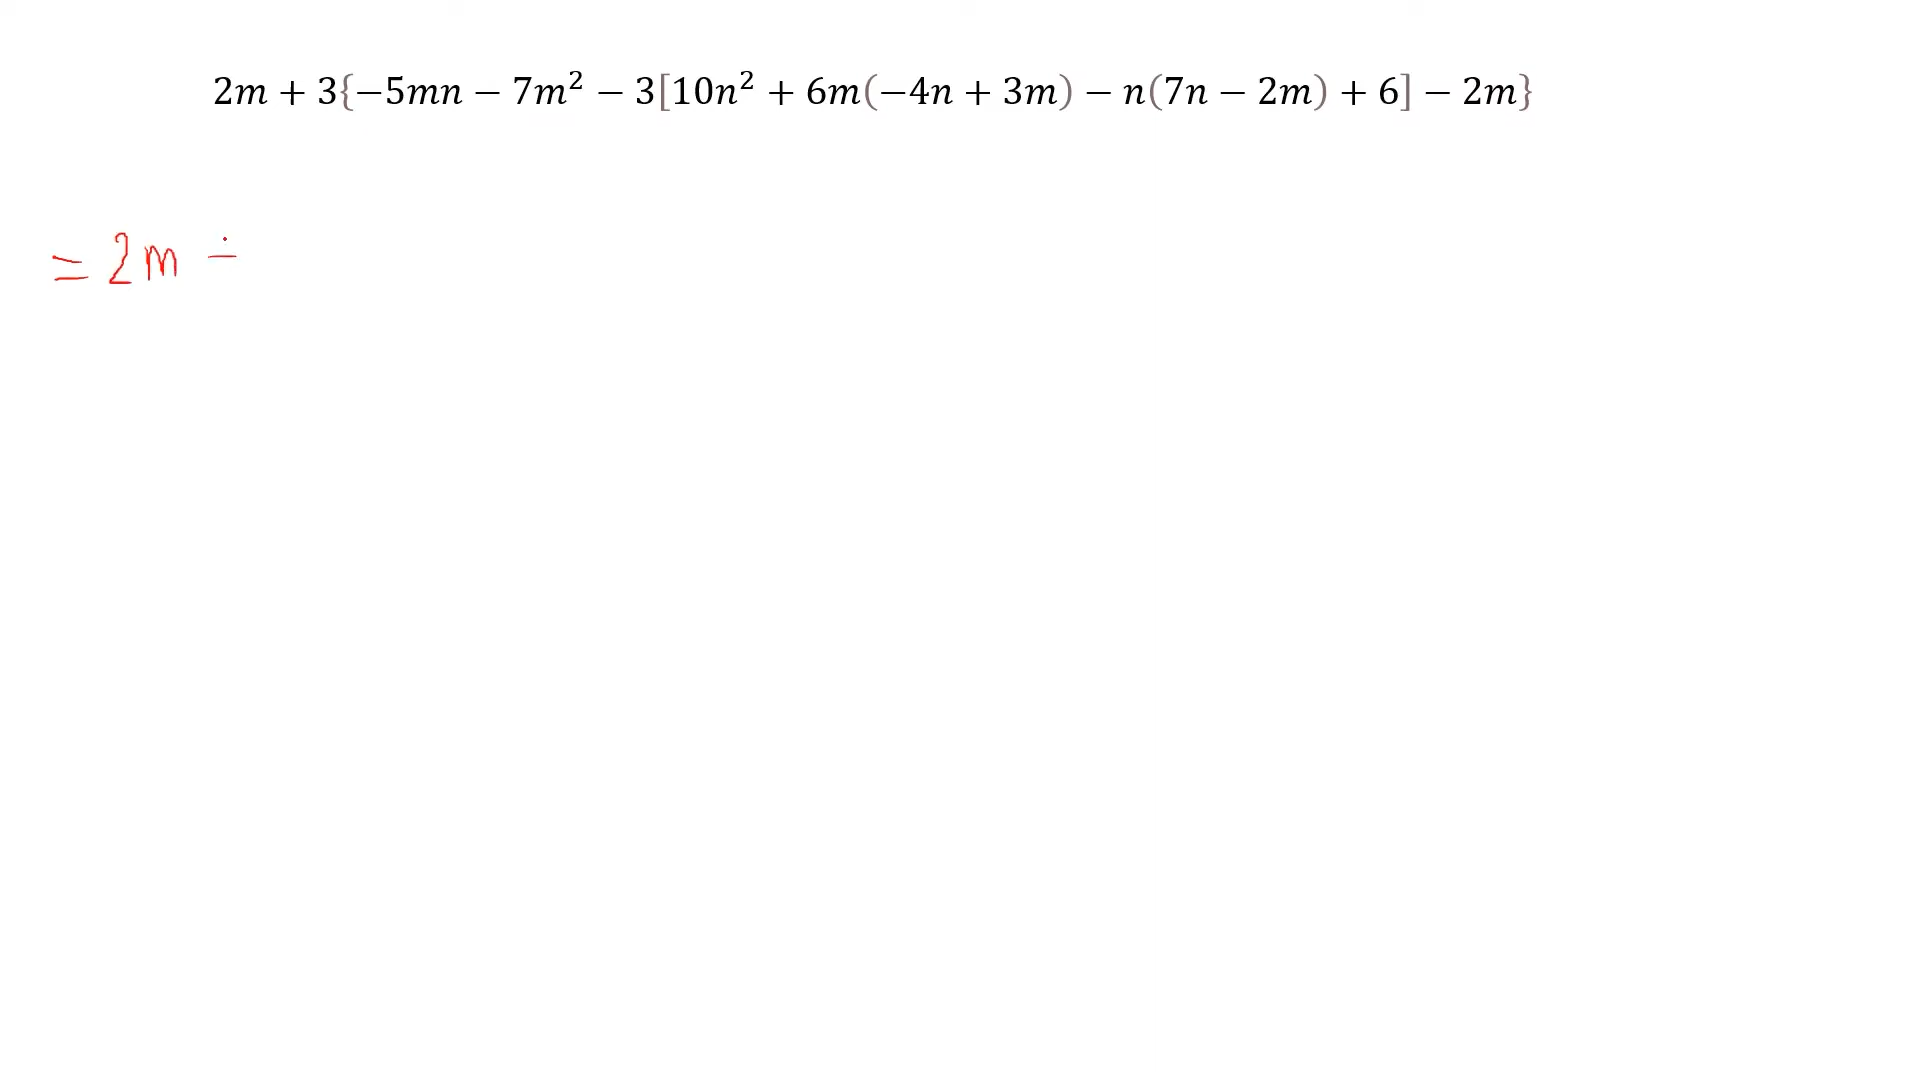 2m + 3{−5mn − 7m² − 3[10n² + 6m(−4n + 3m) − n(7n − 2m) + 6] − 2m}
= 2m −